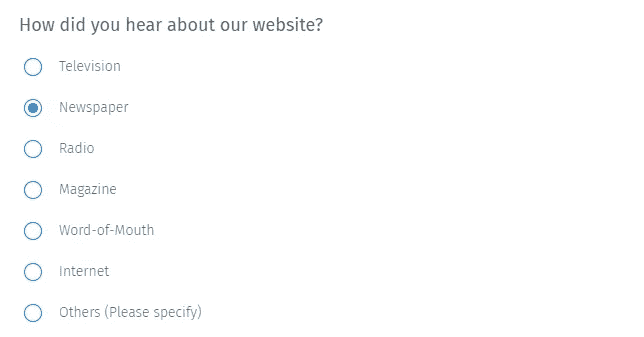 How did you hear about our website?
Television
Newspaper
Radio
Magazine
Word-of-Mouth
Internet
Others (Please specify)